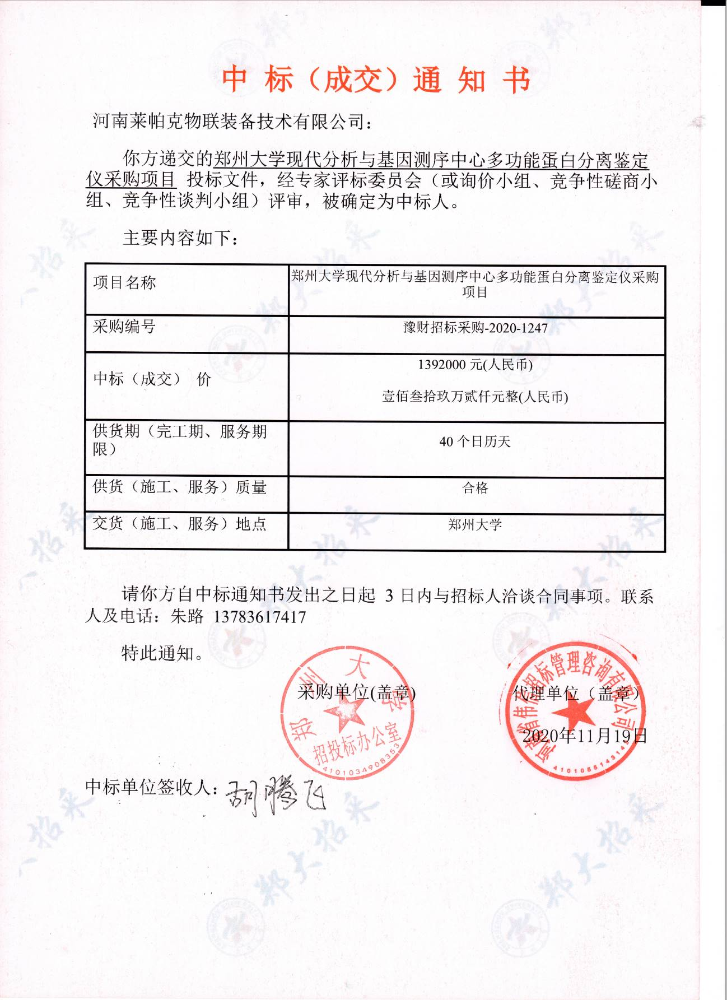 中 标（成交）通 知 书
河南莱帕克物联装备技术有限公司：
你方递交的郑州大学现代分析与基因测序中心多功能蛋白分离鉴定
仪采购项目 投标文件，经专家评标委员会（或询价小组、竞争性磋商小
组、竞争性谈判小组）评审，被确定为中标人。
主要内容如下：
项目名称
郑州大学现代分析与基因测序中心多功能蛋白分离鉴定仪采购
项目
采购编号
豫财招标采购-2020-1247
中标（成交） 价
1392000 元(人民币)
壹佰叁拾玖万贰仟元整(人民币)
供货期（完工期、服务期
限）
40 个日历天
供货（施工、服务）质量
合格
交货（施工、服务）地点
郑州大学
请你方自中标通知书发出之日起 3 日内与招标人洽谈合同事项。联系
人及电话：朱路 13783617417
特此通知。
采购单位(盖章)
代理单位（盖章）
2020年11月19日
郑州大学
招投标办公室
4101034908353
河南省伟信招标管理咨询有限公司
中标单位签收人：胡腾飞
郑大招采